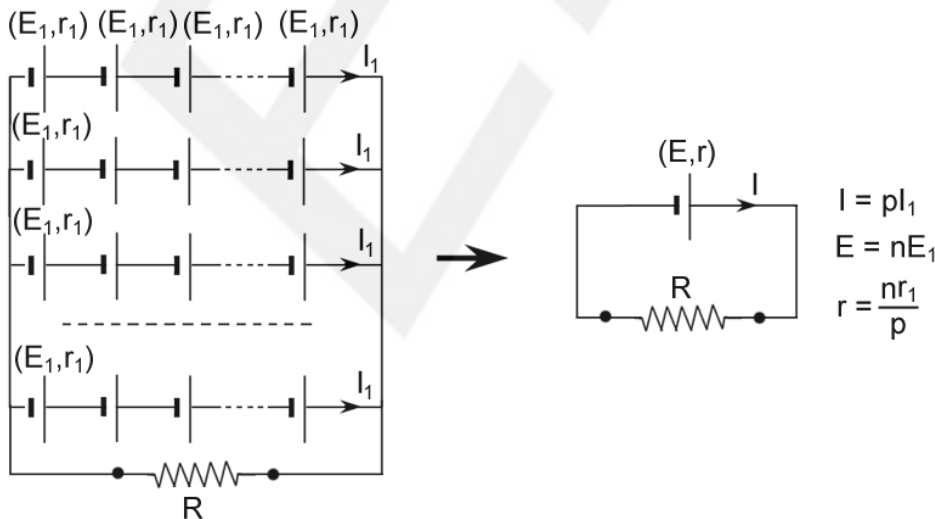 (E₁,r₁) (E₁,r₁) (E₁,r₁) (E₁,r₁)
I₁
(E₁,r₁)
I₁
(E₁,r₁)
I₁
(E₁,r₁)
I₁
R
(E,r)
I
R
I = pI₁
E = nE₁
r = nr₁/p